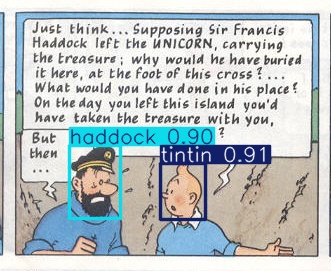 Just think... Supposing Sir Francis
Haddock left the UNICORN, carrying
the treasure; why would he have buried
it here, at the foot of this cross?...
What would you have done in his place?
On the day you left this island you'd
have taken the treasure with you,
But
then
...
?
haddock 0.90
tintin 0.91